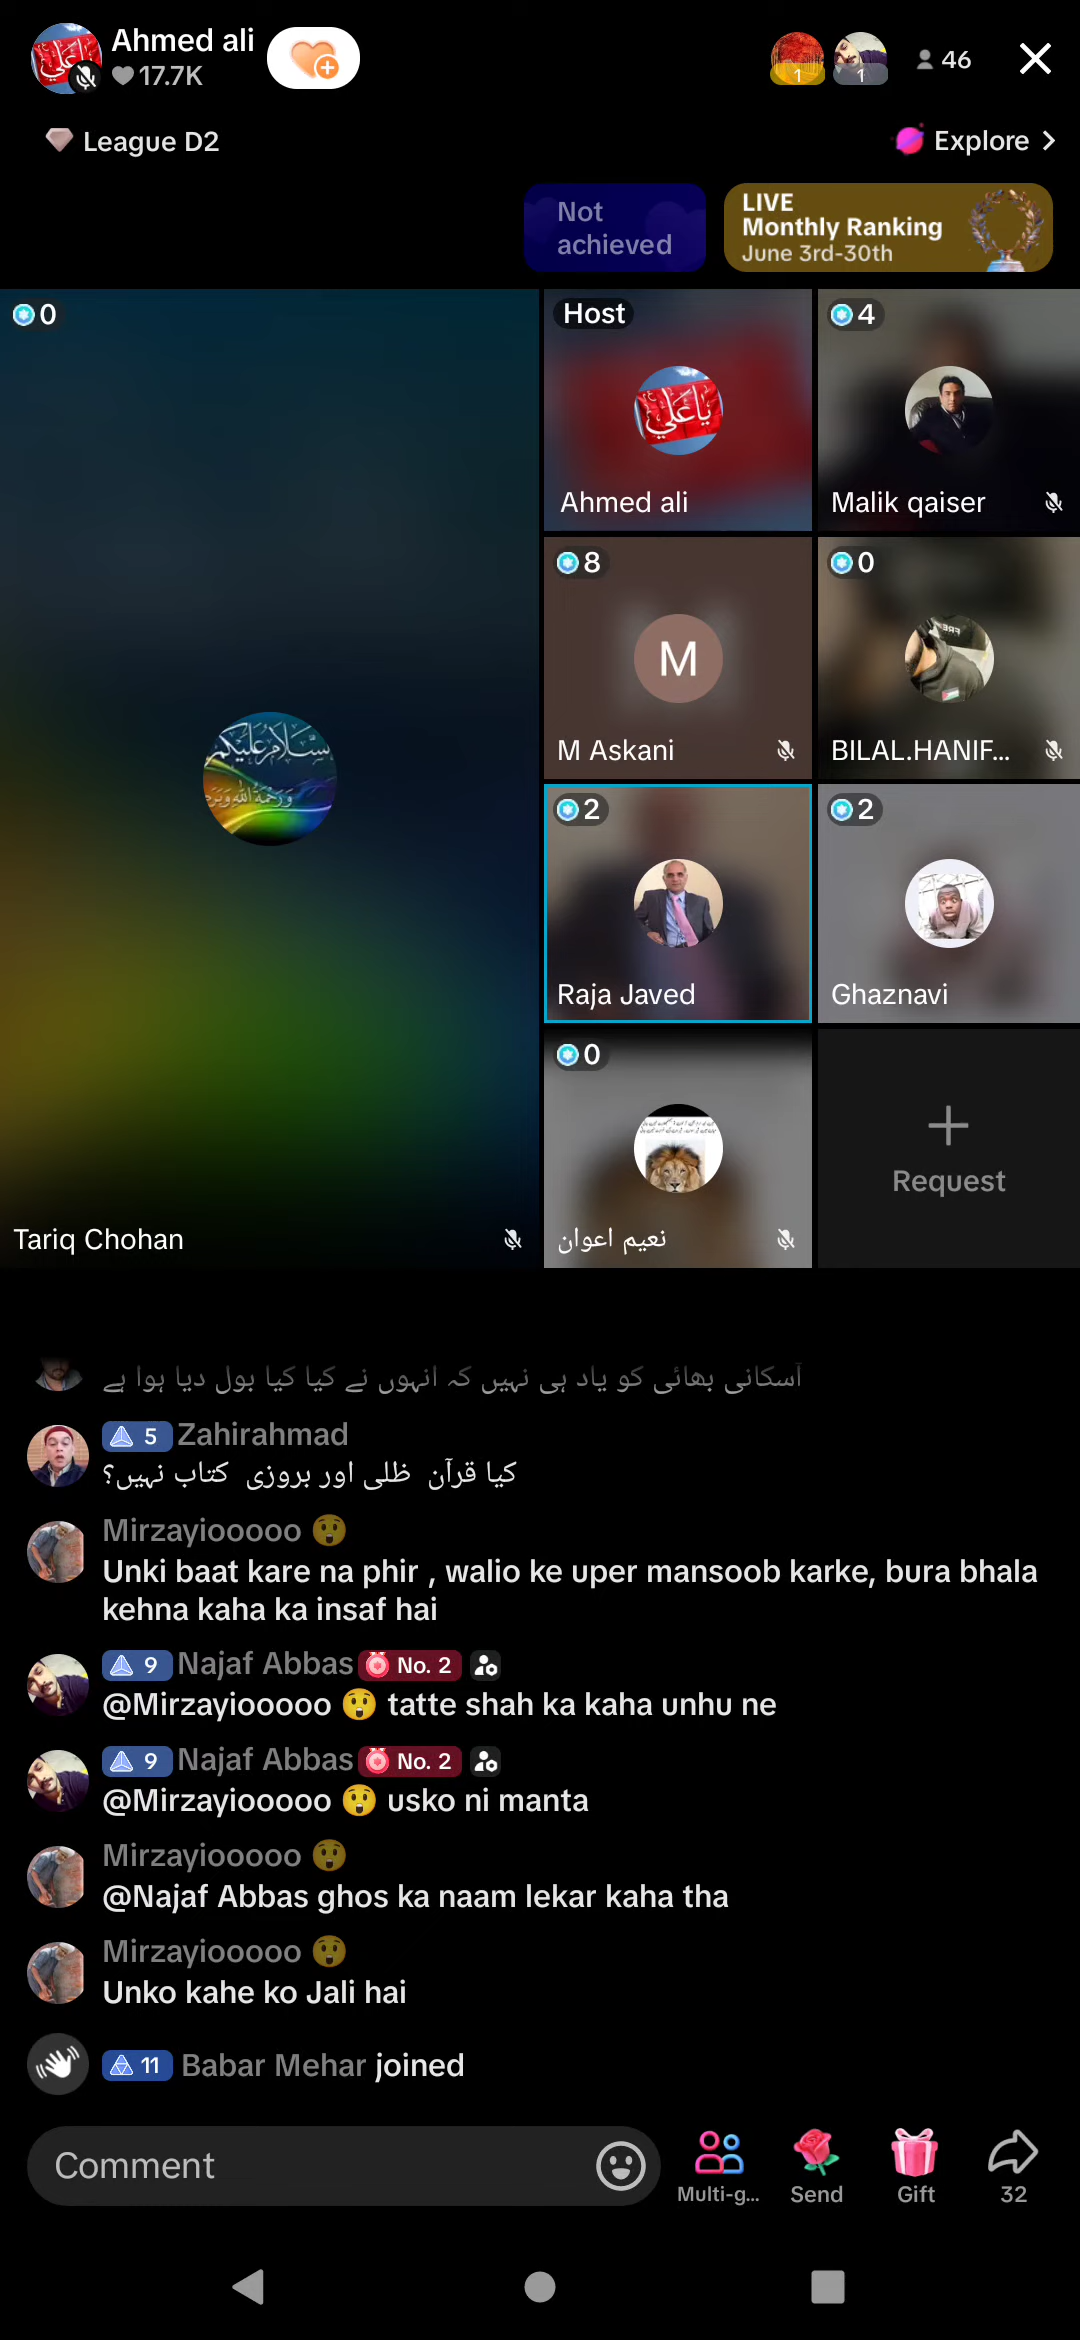 Ahmed ali
17.7K
1
1
46
League D2
Explore
Not
achieved
LIVE
Monthly Ranking
June 3rd-30th
0
Tariq Chohan
Host
ياعلي
Ahmed ali
4
Malik qaiser
8
M
M Askani
0
BILAL.HANIF...
2
Raja Javed
2
Ghaznavi
0
نعیم اعوان
Request
آسکانی بھائی کو یاد ہی نہیں کہ انہوں نے کیا کیا بول دیا ہوا ہے
5 Zahirahmad
کیا قرآن ظلی اور بروزی کتاب نہیں؟
Mirzayiooooo 😲
Unki baat kare na phir , walio ke uper mansoob karke, bura bhala
kehna kaha ka insaf hai
9 Najaf Abbas No. 2
@Mirzayiooooo 😲 tatte shah ka kaha unhu ne
9 Najaf Abbas No. 2
@Mirzayiooooo 😲 usko ni manta
Mirzayiooooo 😲
@Najaf Abbas ghos ka naam lekar kaha tha
Mirzayiooooo 😲
Unko kahe ko Jali hai
11 Babar Mehar joined
Comment
Multi-g...
Send
Gift
32